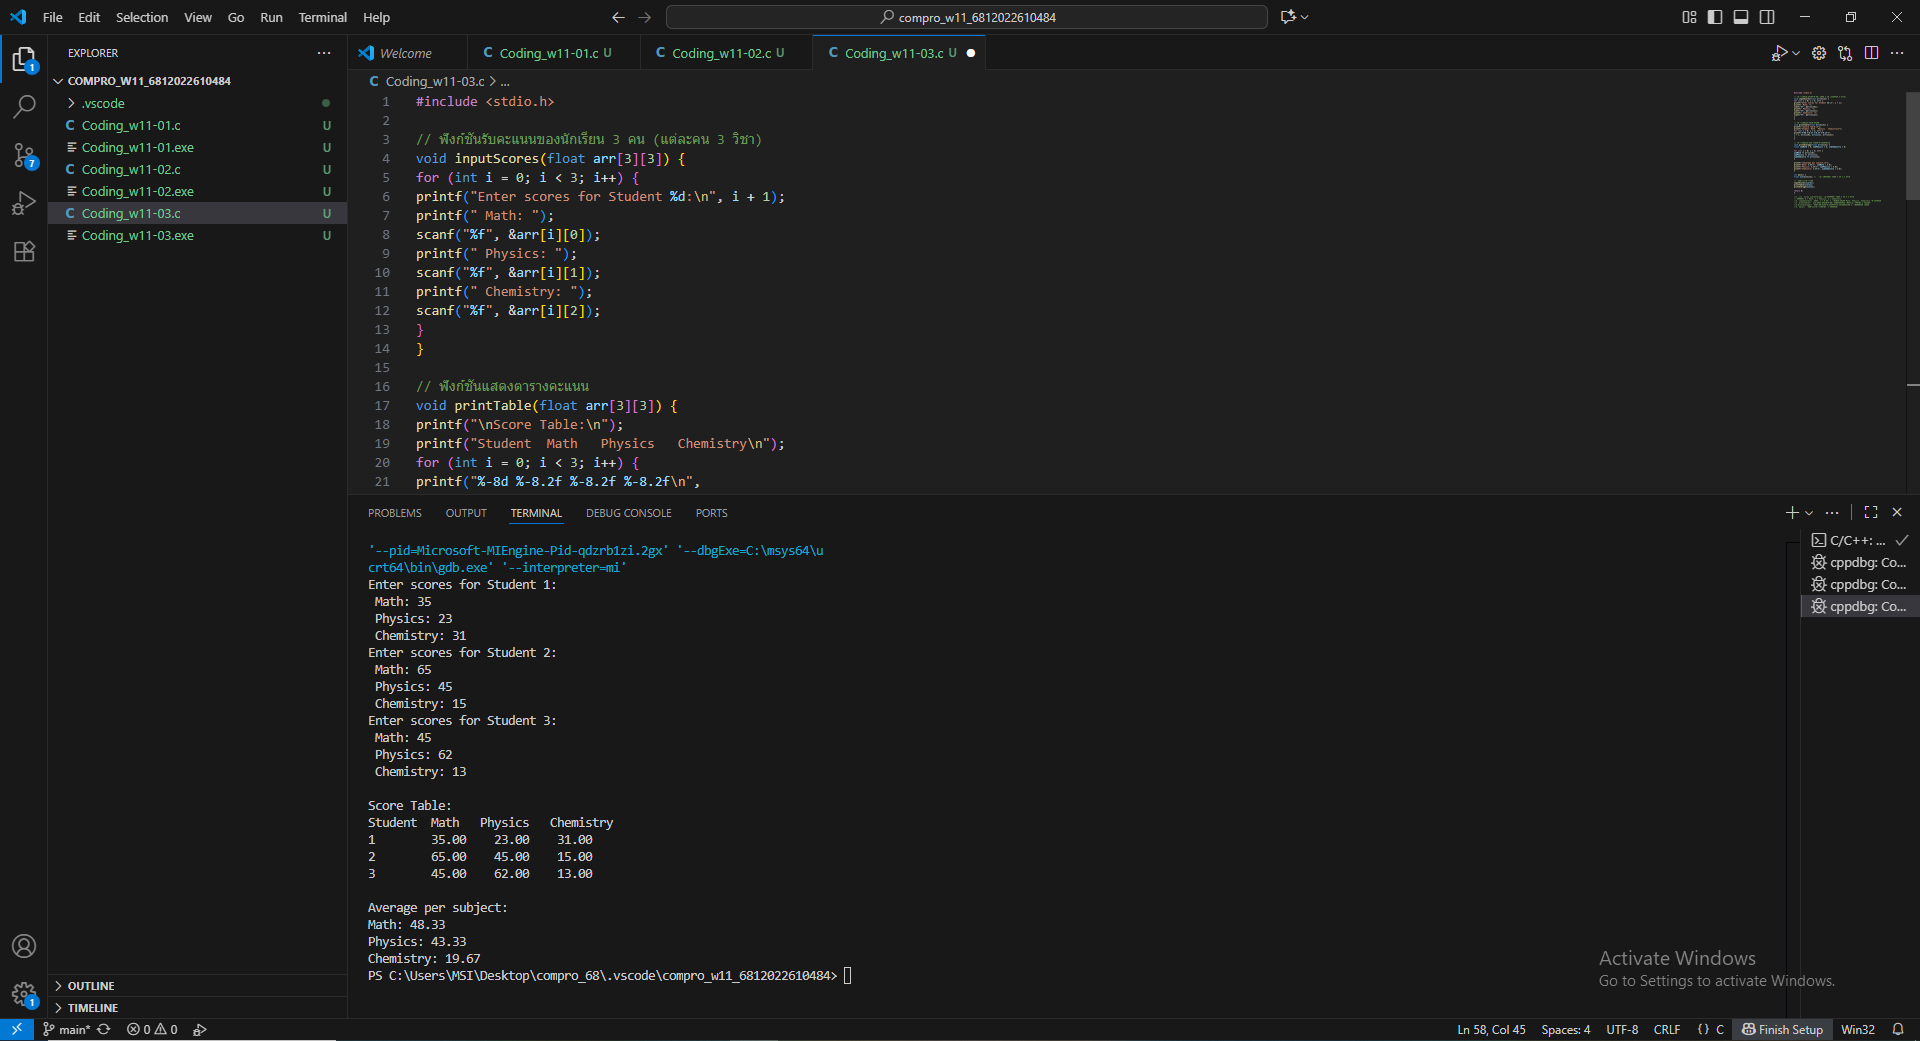 File Edit Selection View Go Run Terminal Help
compro_w11_6812022610484
EXPLORER
COMPRO_W11_6812022610484
.vscode
C Coding_w11-01.c U
Coding_w11-01.exe U
C Coding_w11-02.c U
Coding_w11-02.exe U
C Coding_w11-03.c U
Coding_w11-03.exe U
OUTLINE
TIMELINE
1
7
1
Welcome
C Coding_w11-01.c U
C Coding_w11-02.c U
C Coding_w11-03.c U
C Coding_w11-03.c > ...
1 #include <stdio.h>
2
3 // ฟังก์ชันรับคะแนนของนักเรียน 3 คน (แต่ละคน 3 วิชา)
4 void inputScores(float arr[3][3]) {
5 for (int i = 0; i < 3; i++) {
6 printf("Enter scores for Student %d:\n", i + 1);
7 printf(" Math: ");
8 scanf("%f", &arr[i][0]);
9 printf(" Physics: ");
10 scanf("%f", &arr[i][1]);
11 printf(" Chemistry: ");
12 scanf("%f", &arr[i][2]);
13 }
14 }
15
16 // ฟังก์ชันแสดงตารางคะแนน
17 void printTable(float arr[3][3]) {
18 printf("\nScore Table:\n");
19 printf("Student  Math   Physics   Chemistry\n");
20 for (int i = 0; i < 3; i++) {
21 printf("%-8d %-8.2f %-8.2f %-8.2f\n",
PROBLEMS OUTPUT TERMINAL DEBUG CONSOLE PORTS
'--pid=Microsoft-MIEngine-Pid-qdzrb1zi.2gx' '--dbgExe=C:\msys64\u
crt64\bin\gdb.exe' '--interpreter=mi'
Enter scores for Student 1:
Math: 35
Physics: 23
Chemistry: 31
Enter scores for Student 2:
Math: 65
Physics: 45
Chemistry: 15
Enter scores for Student 3:
Math: 45
Physics: 62
Chemistry: 13
Score Table:
Student  Math   Physics   Chemistry
1        35.00    23.00    31.00
2        65.00    45.00    15.00
3        45.00    62.00    13.00
Average per subject:
Math: 48.33
Physics: 43.33
Chemistry: 19.67
PS C:\Users\MSI\Desktop\compro_68\.vscode\compro_w11_6812022610484>
C/C++: ...
cppdbg: Co...
cppdbg: Co...
cppdbg: Co...
Activate Windows
Go to Settings to activate Windows.
main* 0 0
Ln 58, Col 45 Spaces: 4 UTF-8 CRLF {} C Finish Setup Win32